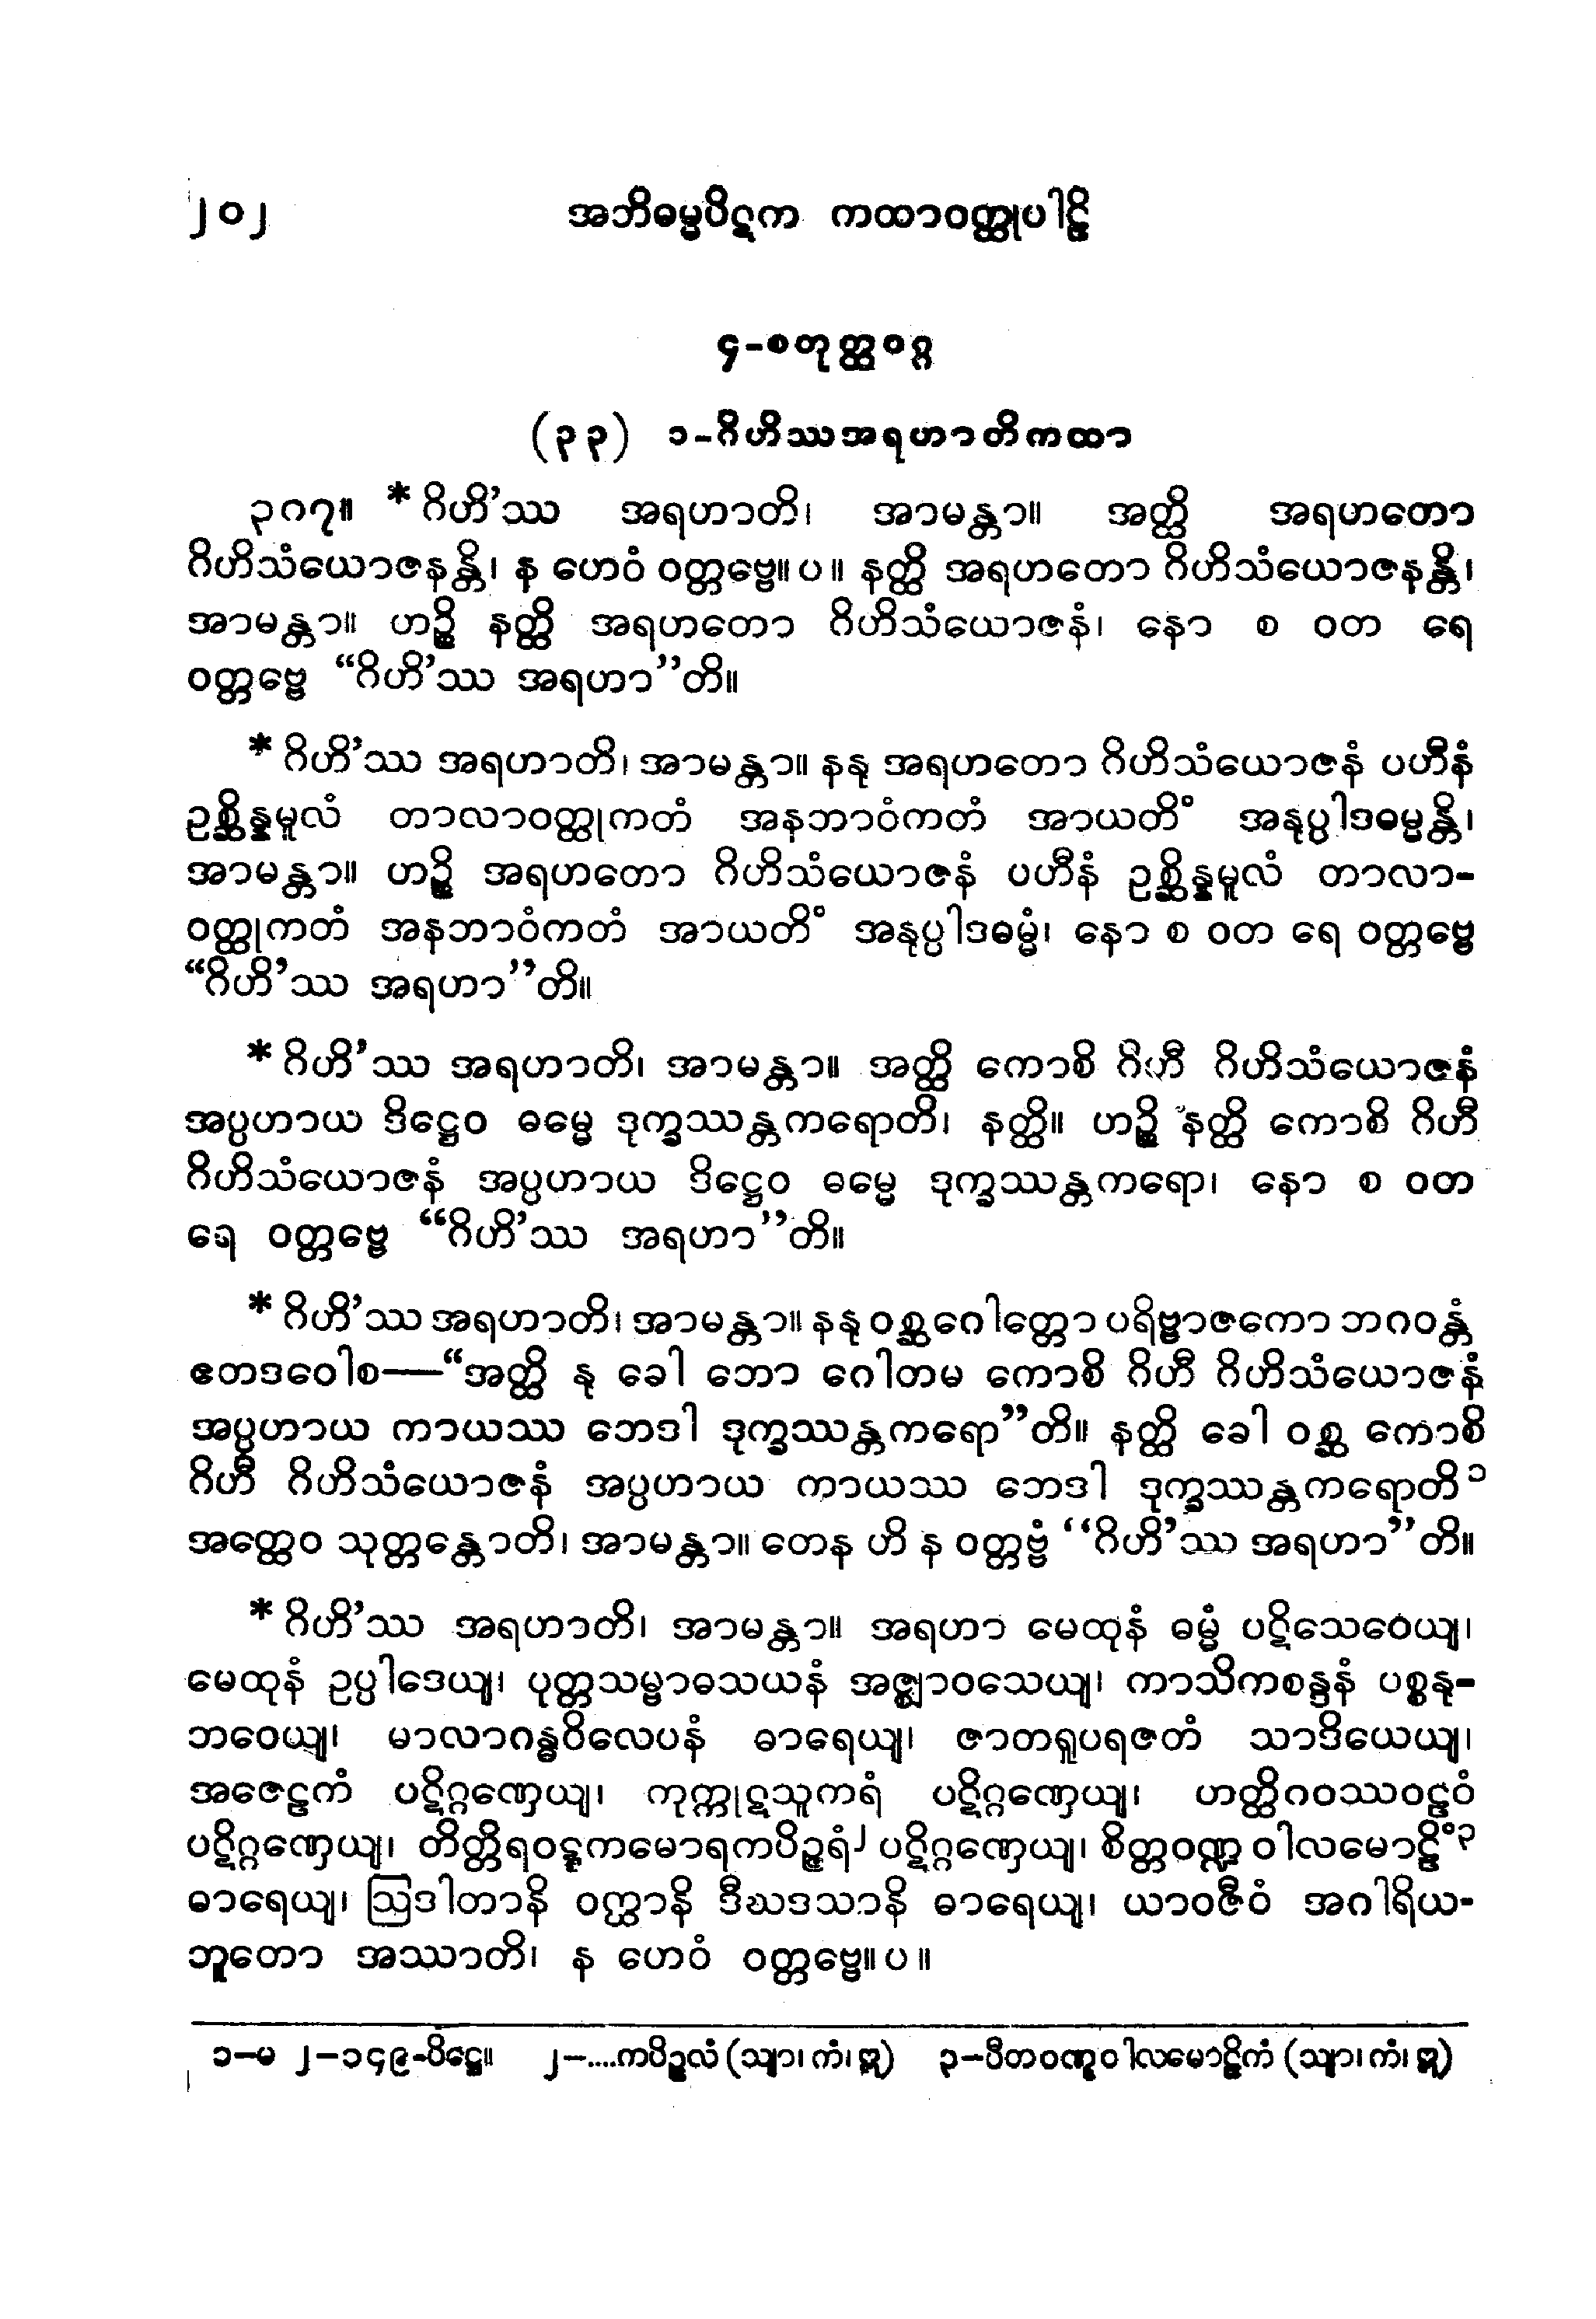 ၂၀၂ အဘိဓမ္မပိဋက ကထာဝတ္ထုပါဠိ
၄-စတုတ္ထဝဂ္ဂ
(၃၃) ၁-ဂိဟိဿအရဟာတိကထာ
၃၈၇။ * ဂိဟိ’ဿ အရဟာတိ၊ အာမန္တာ။ အတ္ထိ အရဟတော
ဂိဟိသံယောဇနန္တိ၊ န ဟေဝံ ဝတ္တဗ္ဗေ။ ပ ။ နတ္ထိ အရဟတော ဂိဟိသံယောဇနန္တိ၊
အာမန္တာ။ ဟဉ္စိ နတ္ထိ အရဟတော ဂိဟိသံယောဇနံ၊ နော စ ဝတ ရေ
ဝတ္တဗ္ဗေ “ဂိဟိ’ဿ အရဟာ”တိ။
* ဂိဟိ’ဿ အရဟာတိ၊ အာမန္တာ။ နနု အရဟတော ဂိဟိသံယောဇနံ ပဟီနံ
ဥစ္ဆိန္နမူလံ တာလာဝတ္ထုကတံ အနဘာဝံကတံ အာယတိံ အနုပ္ပါဒဓမ္မန္တိ၊
အာမန္တာ။ ဟဉ္စိ အရဟတော ဂိဟိသံယောဇနံ ပဟီနံ ဥစ္ဆိန္နမူလံ တာလာ-
ဝတ္ထုကတံ အနဘာဝံကတံ အာယတိံ အနုပ္ပါဒဓမ္မံ၊ နော စ ဝတ ရေ ဝတ္တဗ္ဗေ
“ဂိဟိ’ဿ အရဟာ”တိ။
* ဂိဟိ’ဿ အရဟာတိ၊ အာမန္တာ။ အတ္ထိ ကောစိ ဂိဟီ ဂိဟိသံယောဇနံ
အပ္ပဟာယ ဒိဋ္ဌေဝ ဓမ္မေ ဒုက္ခဿန္တကရောတိ၊ နတ္ထိ။ ဟဉ္စိ နတ္ထိ ကောစိ ဂိဟီ
ဂိဟိသံယောဇနံ အပ္ပဟာယ ဒိဋ္ဌေဝ ဓမ္မေ ဒုက္ခဿန္တကရော၊ နော စ ဝတ
ရေ ဝတ္တဗ္ဗေ “ဂိဟိ’ဿ အရဟာ”တိ။
* ဂိဟိ’ဿ အရဟာတိ၊ အာမန္တာ။ နနု ဝစ္ဆဂေါတ္တော ပရိဗ္ဗာဇကော ဘဂဝန္တံ
ဧတဒဝေါစ—“အတ္ထိ နု ခေါ ဘော ဂေါတမ ကောစိ ဂိဟီ ဂိဟိသံယောဇနံ
အပ္ပဟာယ ကာယဿ ဘေဒါ ဒုက္ခဿန္တကရော”တိ။ နတ္ထိ ခေါ ဝစ္ဆ ကောစိ
ဂိဟီ ဂိဟိသံယောဇနံ အပ္ပဟာယ ကာယဿ ဘေဒါ ဒုက္ခဿန္တကရောတိ ၁
အတ္ထေဝ သုတ္တန္တောတိ၊ အာမန္တာ။ တေန ဟိ န ဝတ္တဗ္ဗံ “ဂိဟိ’ဿ အရဟာ”တိ။
* ဂိဟိ’ဿ အရဟာတိ၊ အာမန္တာ။ အရဟာ မေထုနံ ဓမ္မံ ပဋိသေဝေယျ၊
မေထုနံ ဥပ္ပါဒေယျ၊ ပုတ္တသမ္ဗာဓသယနံ အဇ္ဈာဝသေယျ၊ ကာသိကစန္ဒနံ ပစ္စနု-
ဘဝေယျ၊ မာလာဂန္ဓဝိလေပနံ ဓာရေယျ၊ ဇာတရူပရဇတံ သာဒိယေယျ၊
အဇေဠကံ ပဋိဂ္ဂဏှေယျ၊ ကုက္ကုဋသူကရံ ပဋိဂ္ဂဏှေယျ၊ ဟတ္ထိဂဝဿဝဠဝံ
ပဋိဂ္ဂဏှေယျ၊ တိတ္တိရဝဋ္ဋကမောရကပိဉ္ဇရံ ၂ ပဋိဂ္ဂဏှေယျ၊ စိတ္တဝဏ္ဍ ဝါလမောဠိံ ၃
ဓာရေယျ၊ ဩဒါတာနိ ဝတ္ထာနိ ဒီဃဒသာနိ ဓာရေယျ၊ ယာဝဇီဝံ အဂါရိယ-
ဘူတော အဿာတိ၊ န ဟေဝံ ဝတ္တဗ္ဗေ။ ပ ။
၁-မ ၂-၁၄၉-ပိဋ္ဌေ။ ၂-....ကပိဉ္ဇလံ (သျာ၊ ကံ၊ ဣ) ၃-ပီတဝဏ္ဋဝါလမောဠိကံ (သျာ၊ ကံ၊ ဣ)